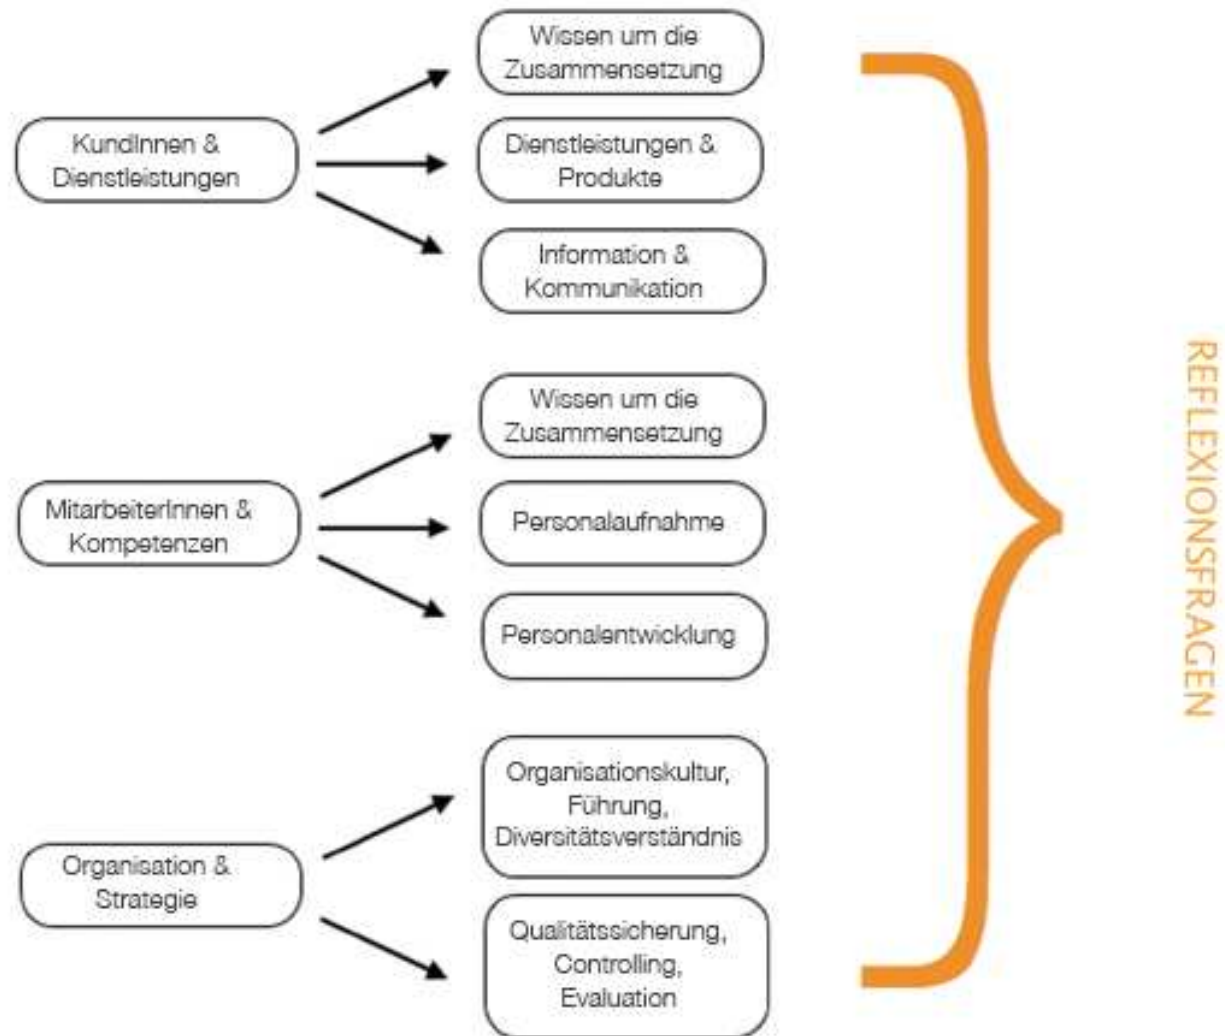 KundInnen &
Dienstleistungen
Wissen um die
Zusammensetzung
Dienstleistungen &
Produkte
Information &
Kommunikation
MitarbeiterInnen &
Kompetenzen
Wissen um die
Zusammensetzung
Personalaufnahme
Personalentwicklung
Organisation &
Strategie
Organisationskultur,
Führung,
Diversitätsverständnis
Qualitätssicherung,
Controlling,
Evaluation
REFLEXIONSFRAGEN